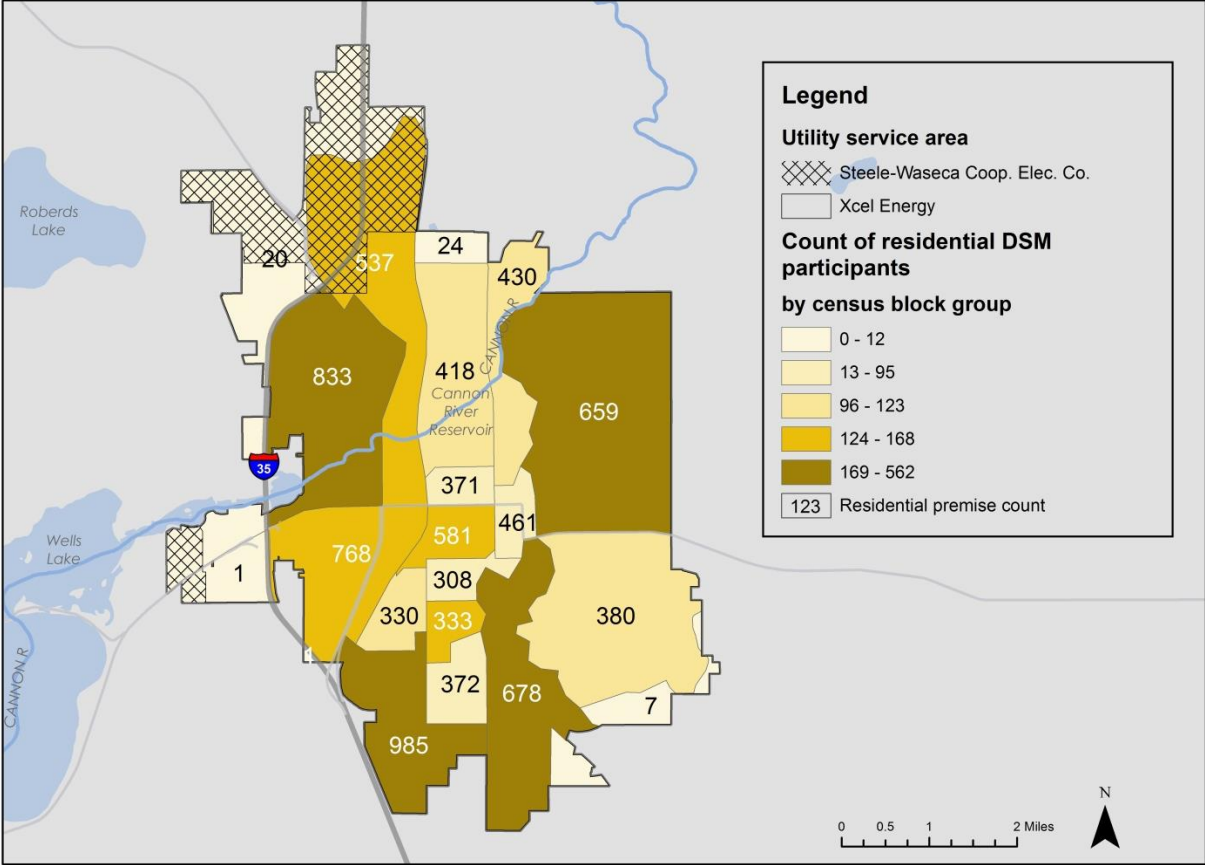 Legend
Utility service area
Steele-Waseca Coop. Elec. Co.
Xcel Energy
Count of residential DSM
participants
by census block group
0 - 12
13 - 95
96 - 123
124 - 168
169 - 562
123 Residential premise count
Roberds
Lake
20
537
24
430
833
418
CANNON R
Cannon
River
Reservoir
659
35
371
461
Wells
Lake
1
768
581
308
330
333
380
372
678
7
985
CANNON R
N
0 0.5 1 2 Miles